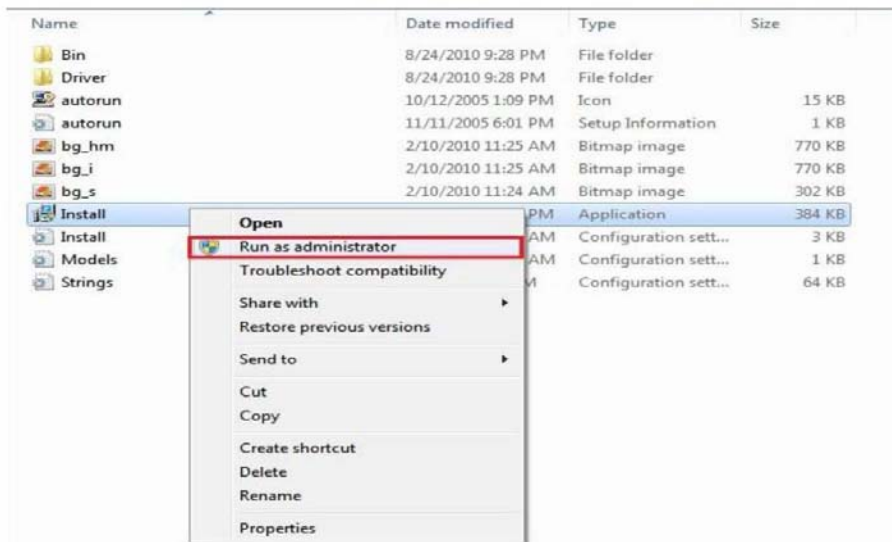 Name Date modified Type Size
Bin 8/24/2010 9:28 PM File folder
Driver 8/24/2010 9:28 PM File folder
autorun 10/12/2005 1:09 PM Icon 15 KB
autorun 11/11/2005 6:01 PM Setup Information 1 KB
bg_hm 2/10/2010 11:25 AM Bitmap image 770 KB
bg_i 2/10/2010 11:25 AM Bitmap image 770 KB
bg_s 2/10/2010 11:24 AM Bitmap image 302 KB
Install PM Application 384 KB
Install AM Configuration sett... 3 KB
Models AM Configuration sett... 1 KB
Strings Configuration sett... 64 KB
Open
Run as administrator
Troubleshoot compatibility
Share with
Restore previous versions
Send to
Cut
Copy
Create shortcut
Delete
Rename
Properties